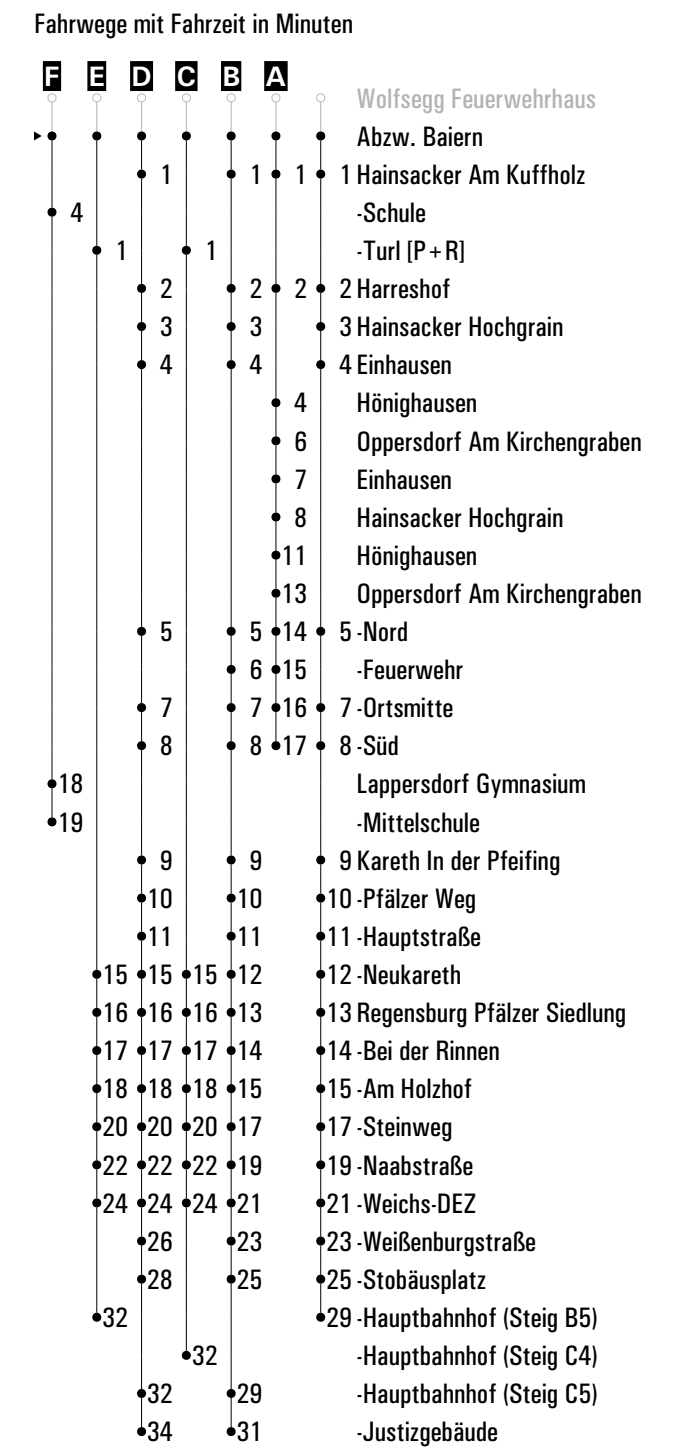 Fahrwege mit Fahrzeit in Minuten
F E D C B A
Wolfsegg Feuerwehrhaus
Abzw. Baiern
1 1 1 1 Hainsacker Am Kuffholz
4 -Schule
1 1 -Turl [P+R]
2 2 2 2 Harreshof
3 3 3 Hainsacker Hochgrain
4 4 4 Einhausen
4 Hönighausen
6 Oppersdorf Am Kirchengraben
7 Einhausen
8 Hainsacker Hochgrain
11 Hönighausen
13 Oppersdorf Am Kirchengraben
5 5 14 5 -Nord
6 15 -Feuerwehr
7 7 16 7 -Ortsmitte
8 8 17 8 -Süd
18 Lappersdorf Gymnasium
19 -Mittelschule
9 9 9 Kareth In der Pfeifing
10 10 10 -Pfälzer Weg
11 11 11 -Hauptstraße
15 15 15 12 12 -Neukareth
16 16 16 13 13 Regensburg Pfälzer Siedlung
17 17 17 14 14 -Bei der Rinnen
18 18 18 15 15 -Am Holzhof
20 20 20 17 17 -Steinweg
22 22 22 19 19 -Naabstraße
24 24 24 21 21 -Weichs-DEZ
26 23 23 -Weißenburgstraße
28 25 25 -Stobäusplatz
32 29 -Hauptbahnhof (Steig B5)
32 -Hauptbahnhof (Steig C4)
32 29 -Hauptbahnhof (Steig C5)
34 31 -Justizgebäude